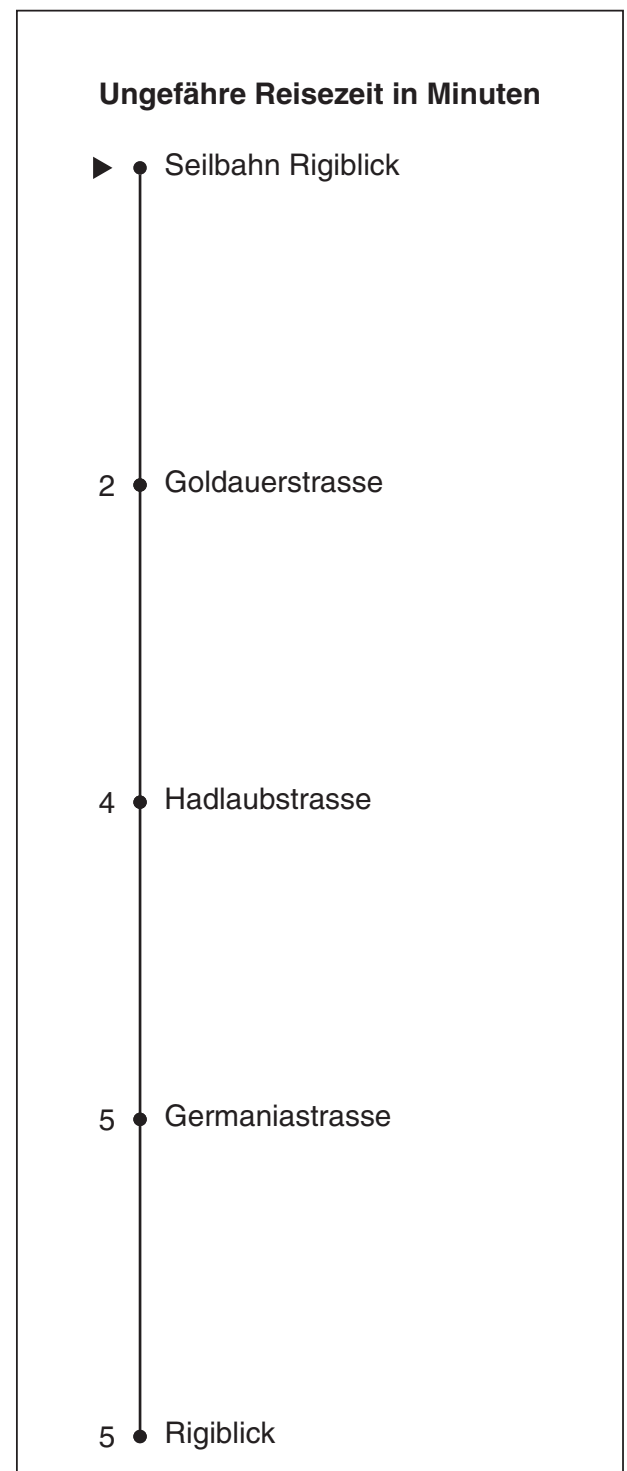 Ungefähre Reisezeit in Minuten
Seilbahn Rigiblick
2 Goldauerstrasse
4 Hadlaubstrasse
5 Germaniastrasse
5 Rigiblick